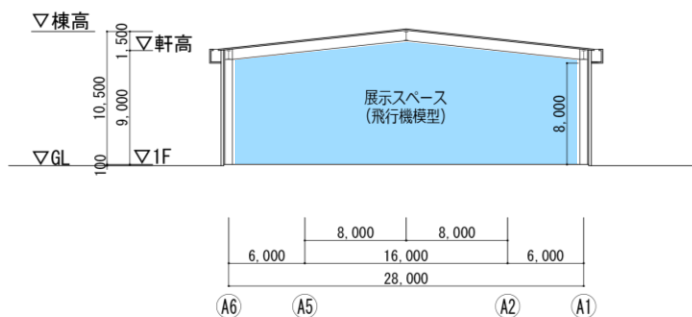 ▽棟高
1,500
▽軒高
10,500
9,000
展示スペース
(飛行機模型)
8,000
▽GL
100
▽1F
8,000
8,000
6,000
16,000
6,000
28,000
A6
A5
A2
A1